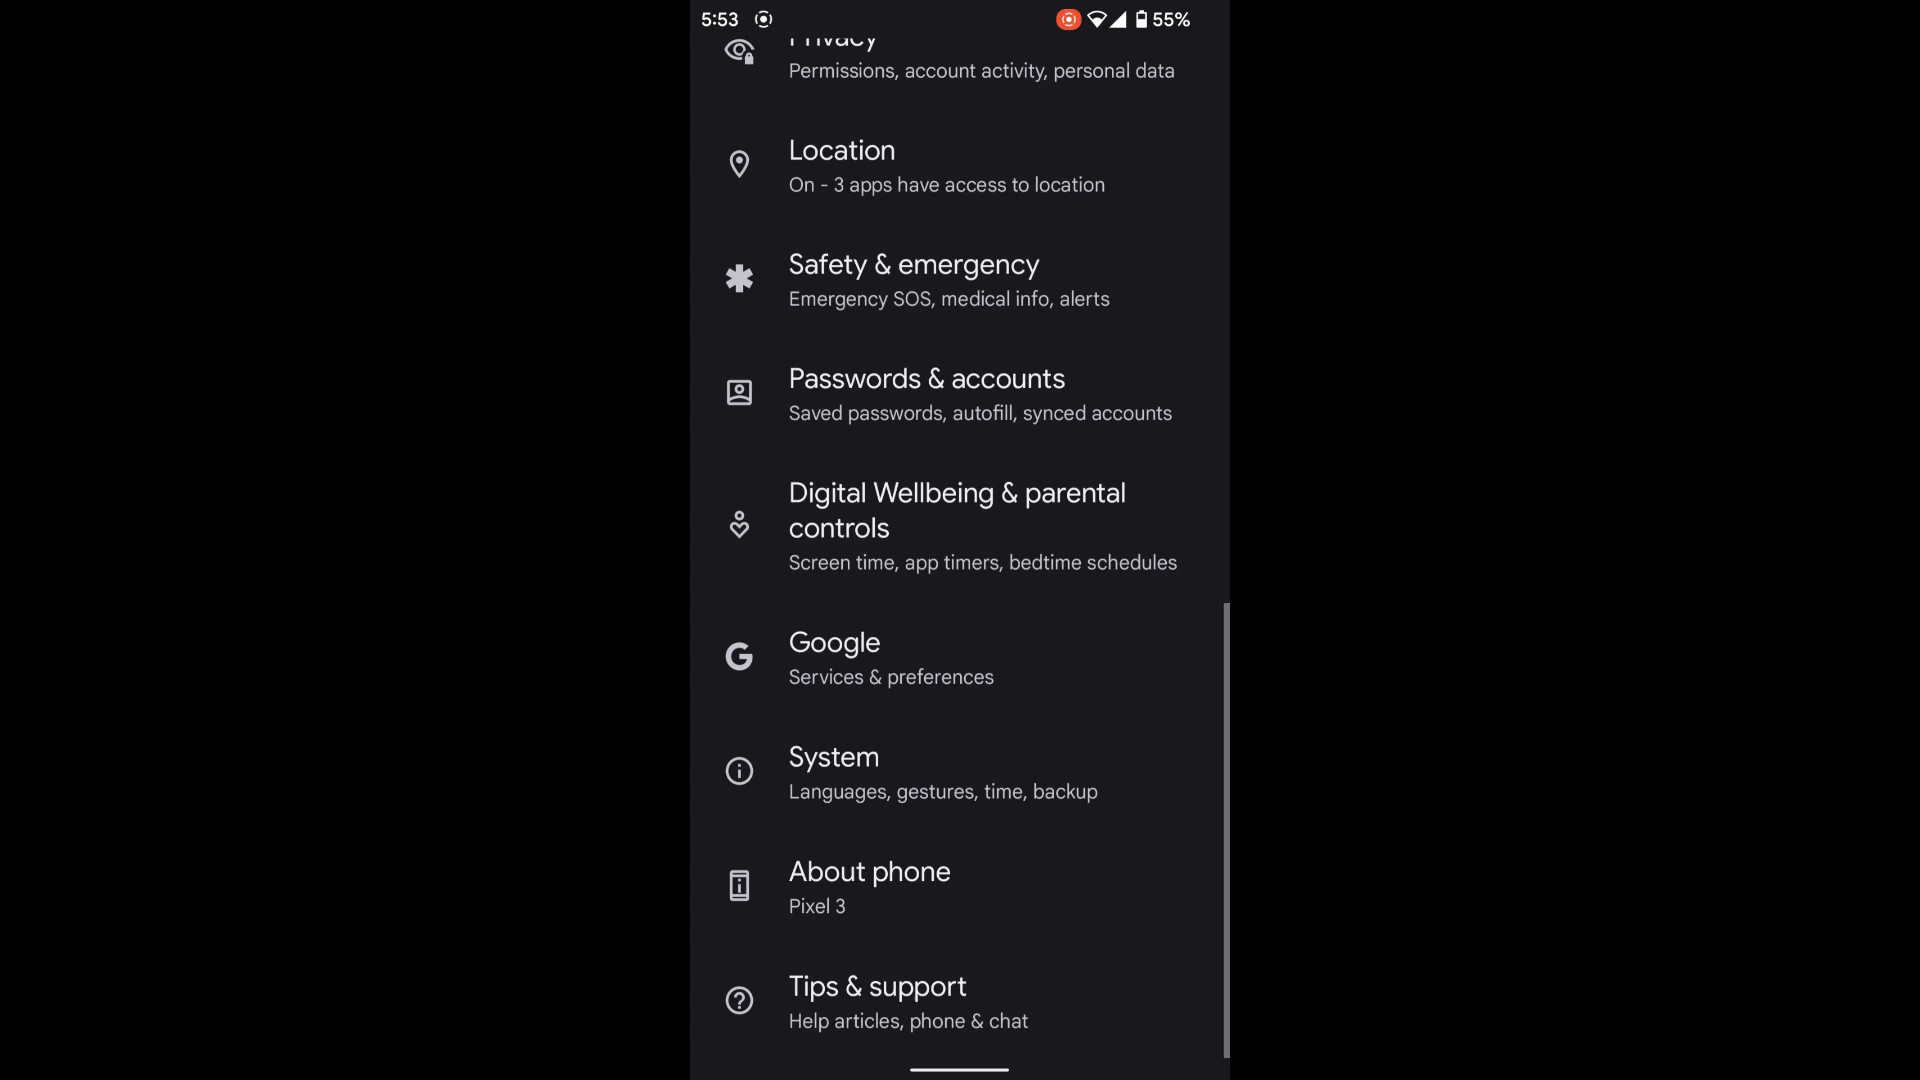 5:53
55%
Privacy
Permissions, account activity, personal data
Location
On - 3 apps have access to location
Safety & emergency
Emergency SOS, medical info, alerts
Passwords & accounts
Saved passwords, autofill, synced accounts
Digital Wellbeing & parental
controls
Screen time, app timers, bedtime schedules
Google
Services & preferences
System
Languages, gestures, time, backup
About phone
Pixel 3
Tips & support
Help articles, phone & chat